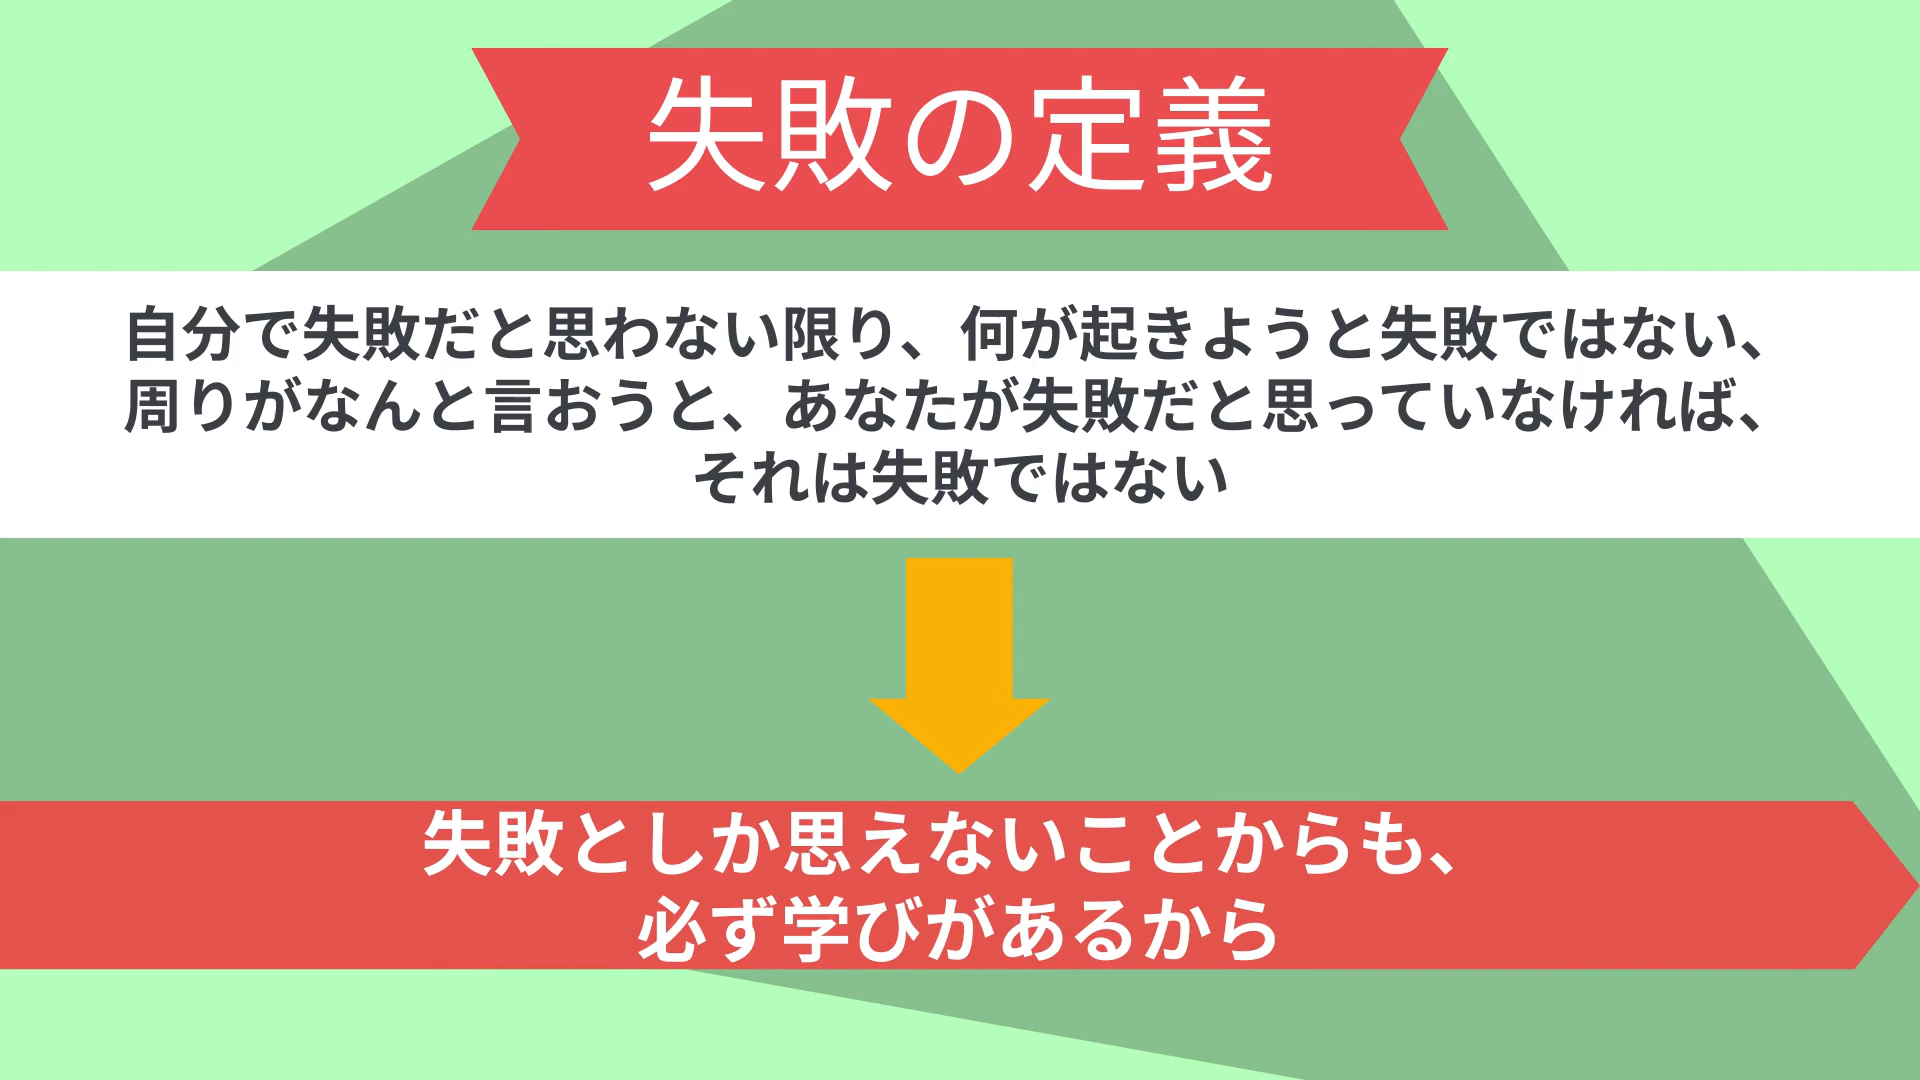 失敗の定義
自分で失敗だと思わない限り、何が起きようと失敗ではない、
周りがなんと言おうと、あなたが失敗だと思っていなければ、
それは失敗ではない
失敗としか思えないことからも、
必ず学びがあるから